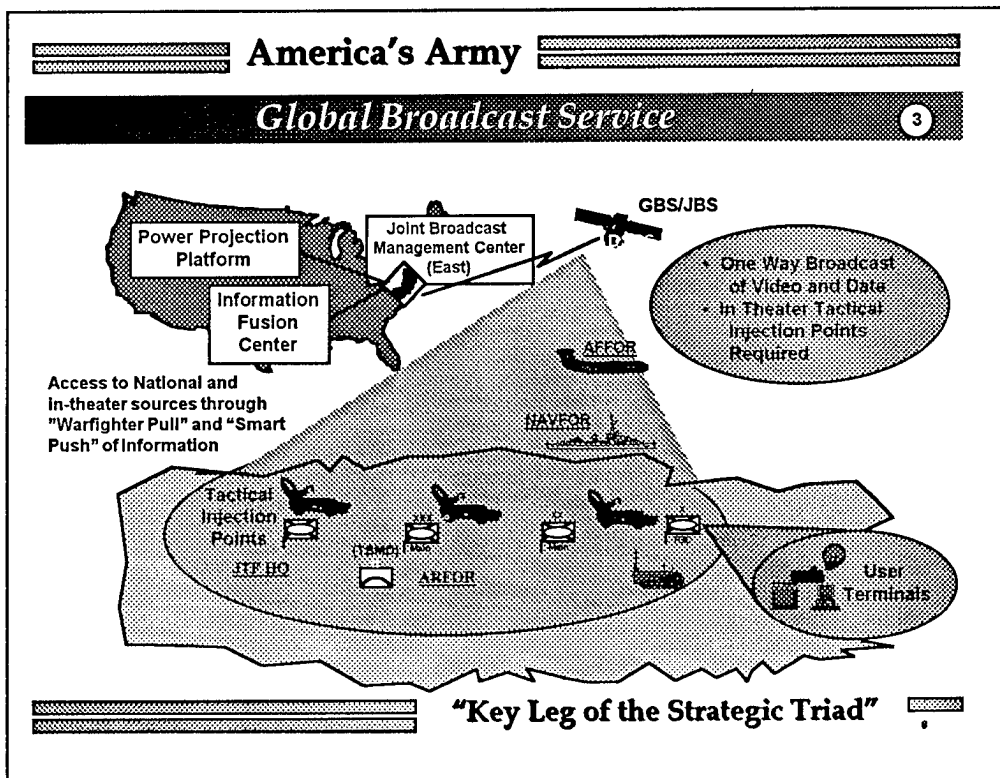 America's Army
Global Broadcast Service
3
GBS/JBS
Power Projection
Platform
Joint Broadcast
Management Center
(East)
Information
Fusion
Center
• One Way Broadcast
of Video and Data
• In Theater Tactical
Injection Points
Required
Access to National and
in-theater sources through
"Warfighter Pull" and "Smart
Push" of Information
AFFOR
NAVFOR
Tactical
Injection
Points
JTF HQ
(TBMD)
Main
ARFOR
User
Terminals
"Key Leg of the Strategic Triad"